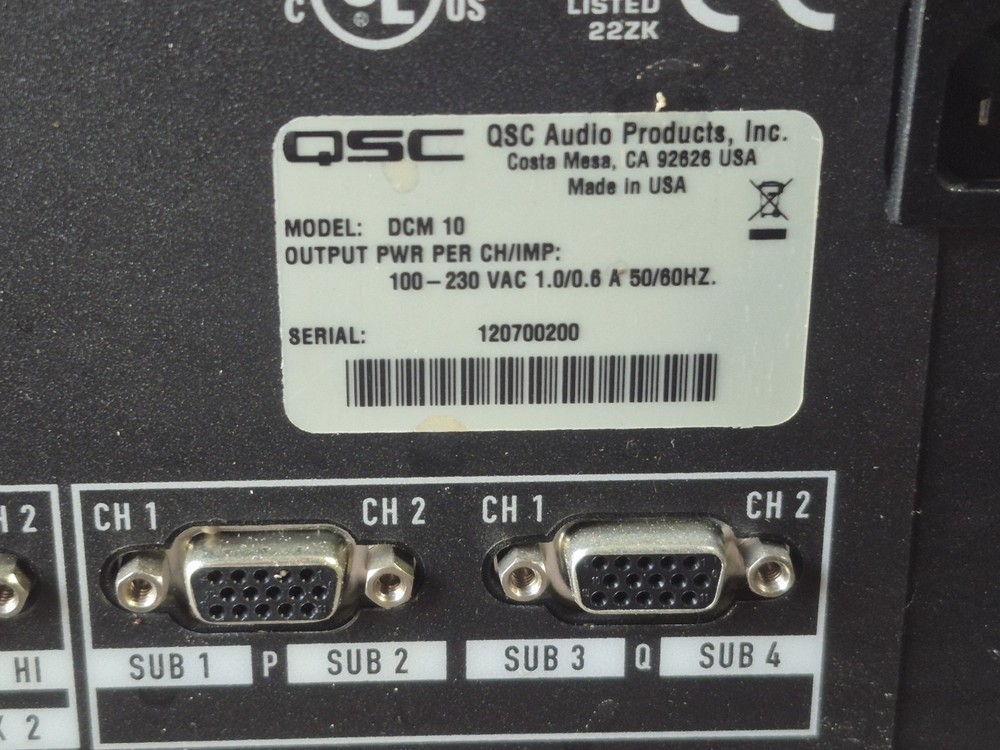 C UL US
®
LISTED
22ZK
CE
QSC
QSC Audio Products, Inc.
Costa Mesa, CA 92626 USA
Made in USA
MODEL: DCM 10
OUTPUT PWR PER CH/IMP:
100–230 VAC 1.0/0.6 A 50/60HZ.
SERIAL: 120700200
H 2
CH 1
CH 2
CH 1
CH 2
HI
SUB 1
P
SUB 2
SUB 3
Q
SUB 4
2